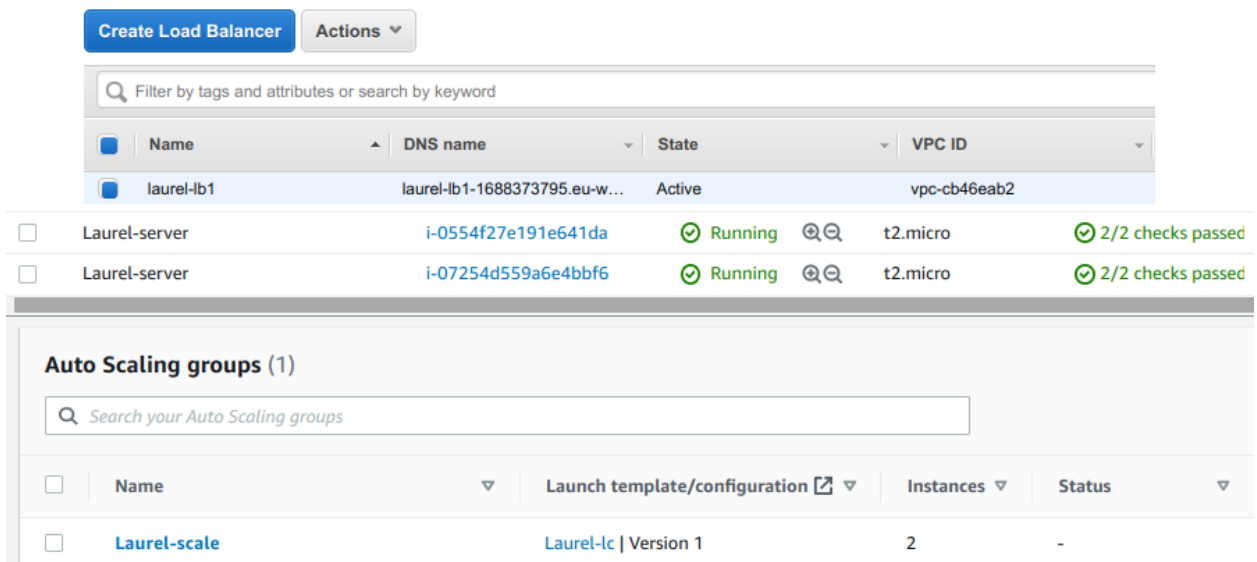 Create Load Balancer Actions
Filter by tags and attributes or search by keyword
Name DNS name State VPC ID
laurel-lb1 laurel-lb1-1688373795.eu-w... Active vpc-cb46eab2
Laurel-server i-0554f27e191e641da Running t2.micro 2/2 checks passed
Laurel-server i-07254d559a6e4bbf6 Running t2.micro 2/2 checks passed
Auto Scaling groups (1)
Search your Auto Scaling groups
Name Launch template/configuration Instances Status
Laurel-scale Laurel-lc | Version 1 2 -